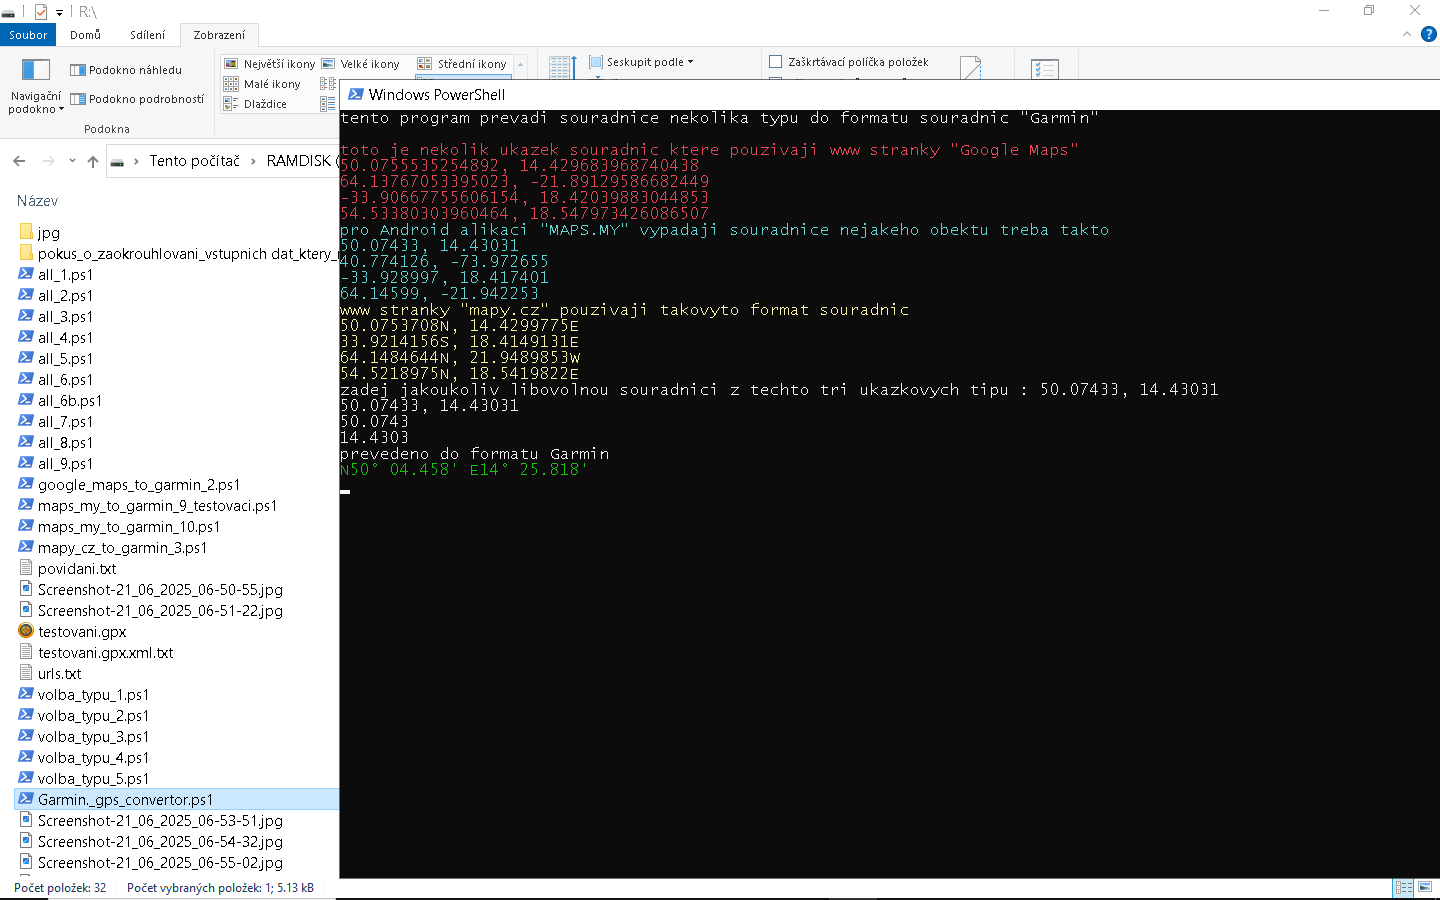 R:\
Soubor Domů Sdílení Zobrazení
Navigační podokno
Podokno náhledu
Podokno podrobností
Podokna
Největší ikony Velké ikony Střední ikony
Malé ikony
Dlaždice
Seskupit podle
Zaškrtávací políčka položek
Tento počítač > RAMDISK (
Název
jpg
pokus_o_zaokrouhlovani_vstupnich dat_ktery_
all_1.ps1
all_2.ps1
all_3.ps1
all_4.ps1
all_5.ps1
all_6.ps1
all_6b.ps1
all_7.ps1
all_8.ps1
all_9.ps1
google_maps_to_garmin_2.ps1
maps_my_to_garmin_9_testovaci.ps1
maps_my_to_garmin_10.ps1
mapy_cz_to_garmin_3.ps1
povidani.txt
Screenshot-21_06_2025_06-50-55.jpg
Screenshot-21_06_2025_06-51-22.jpg
testovani.gpx
testovani.gpx.xml.txt
urls.txt
volba_typu_1.ps1
volba_typu_2.ps1
volba_typu_3.ps1
volba_typu_4.ps1
volba_typu_5.ps1
Garmin._gps_convertor.ps1
Screenshot-21_06_2025_06-53-51.jpg
Screenshot-21_06_2025_06-54-32.jpg
Screenshot-21_06_2025_06-55-02.jpg
Počet položek: 32 Počet vybraných položek: 1; 5.13 kB
Windows PowerShell
tento program prevadi souradnice nekolika typu do formatu souradnic "Garmin"
toto je nekolik ukazek souradnic ktere pouzivaji www stranky "Google Maps"
50.0755535254892, 14.429683968740438
64.13767053395023, -21.89129586682449
-33.90667755606154, 18.42039883044853
54.53380303960464, 18.547973426086507
pro Android alikaci "MAPS.MY" vypadaji souradnice nejakeho obektu treba takto
50.07433, 14.43031
40.774126, -73.972655
-33.928997, 18.417401
64.14599, -21.942253
www stranky "mapy.cz" pouzivaji takovyto format souradnic
50.0753708N, 14.4299775E
33.9214156S, 18.4149131E
64.1484644N, 21.9489853W
54.5218975N, 18.5419822E
zadej jakoukoliv libovolnou souradnici z techto tri ukazkovych tipu : 50.07433, 14.43031
50.07433, 14.43031
50.0743
14.4303
prevedeno do formatu Garmin
N50° 04.458' E14° 25.818'